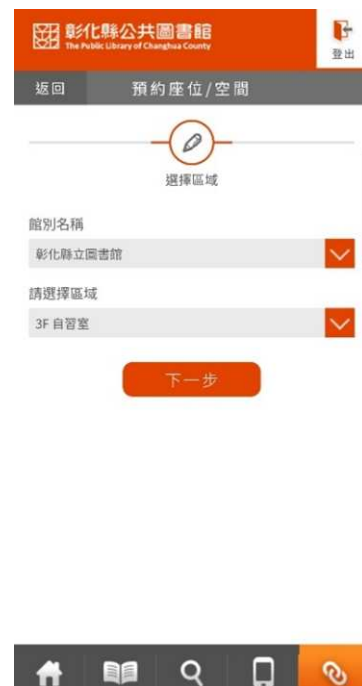 彰化縣公共圖書館
The Public Library of Changhua County
登出
返回
預約座位/空間
選擇區域
館別名稱
彰化縣立圖書館
請選擇區域
3F 自習室
下一步